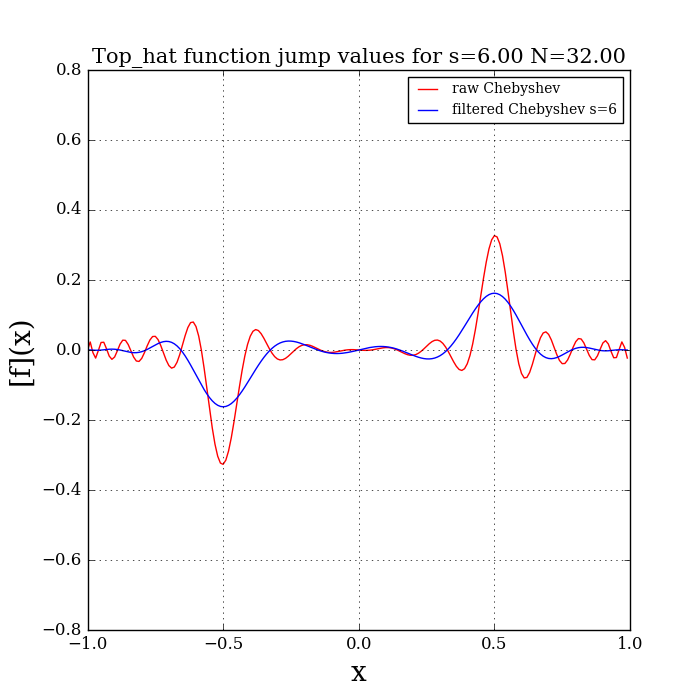 Top_hat function jump values for s=6.00 N=32.00
raw Chebyshev
filtered Chebyshev s=6
[f](x)
0.8
0.6
0.4
0.2
0.0
−0.2
−0.4
−0.6
−0.8
−1.0 −0.5 0.0 0.5 1.0
x